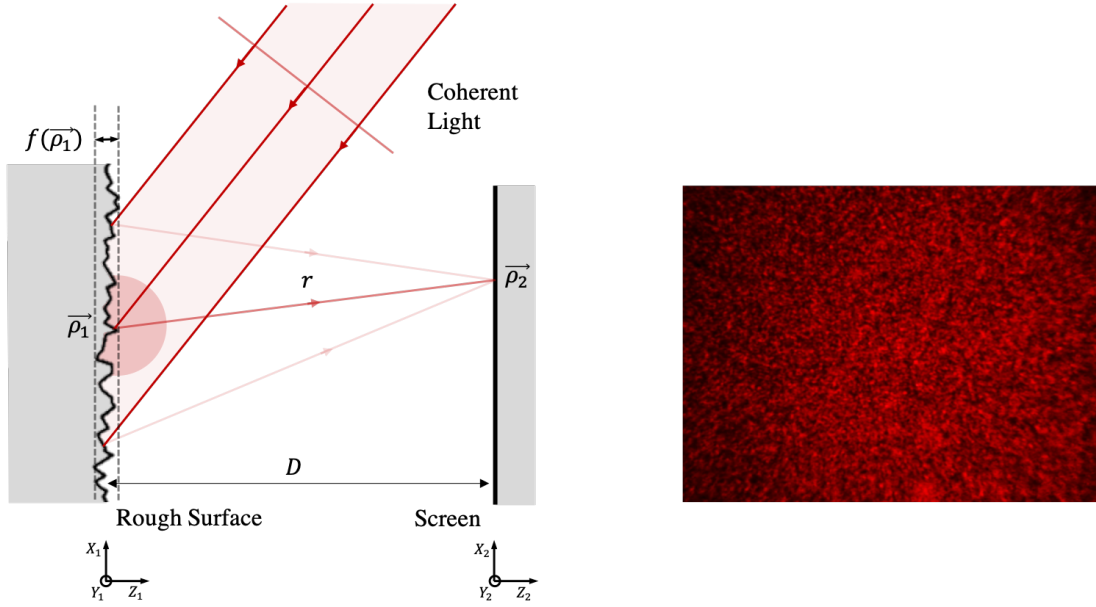 Coherent
Light
f(ρ₁⃗)
r
ρ₂⃗
ρ₁⃗
D
Rough Surface
Screen
X₁
Y₁
Z₁
X₂
Y₂
Z₂